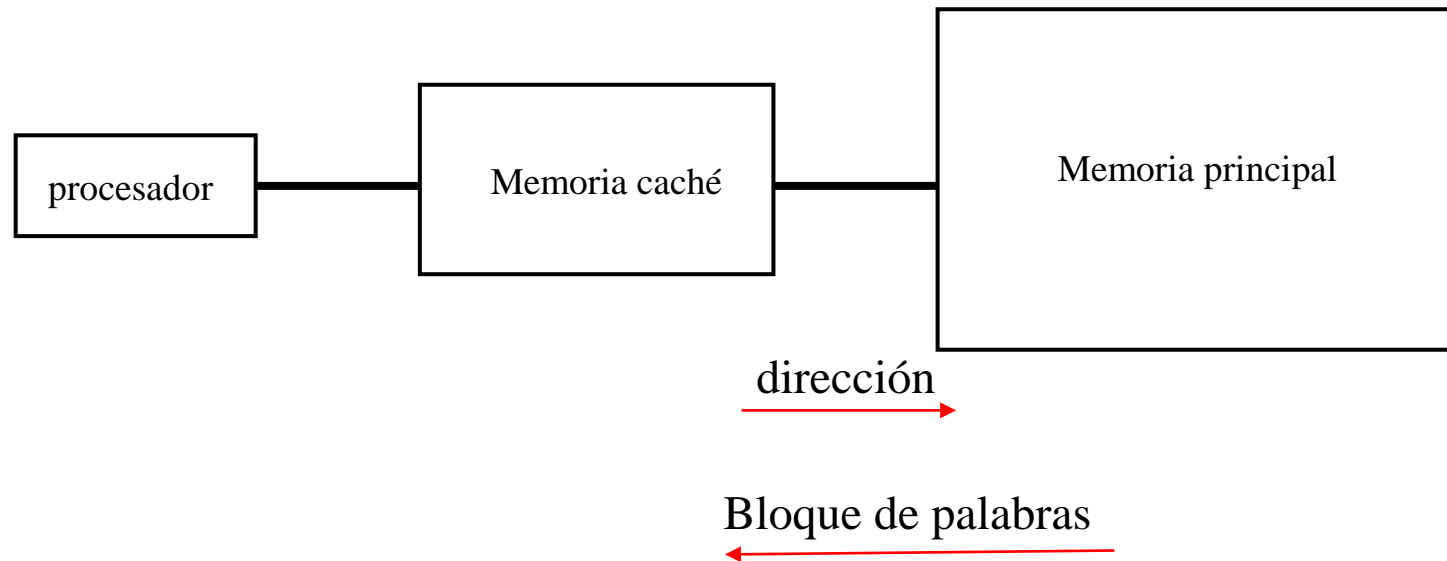 procesador
Memoria caché
Memoria principal
dirección
Bloque de palabras